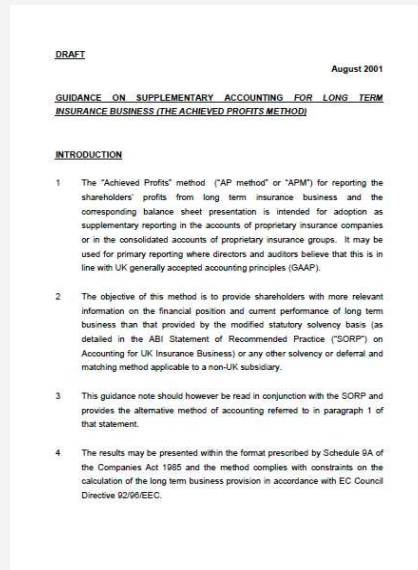 DRAFT
August 2001
GUIDANCE ON SUPPLEMENTARY ACCOUNTING FOR LONG TERM
INSURANCE BUSINESS (THE ACHIEVED PROFITS METHOD)
INTRODUCTION
1 The "Achieved Profits" method ("AP method" or "APM") for reporting the
shareholders' profits from long term insurance business and the
corresponding balance sheet presentation is intended for adoption as
supplementary reporting in the accounts of proprietary insurance companies
or in the consolidated accounts of proprietary insurance groups. It may be
used for primary reporting where directors and auditors believe that this is in
line with UK generally accepted accounting principles (GAAP).
2 The objective of this method is to provide shareholders with more relevant
information on the financial position and current performance of long term
business than that provided by the modified statutory solvency basis (as
detailed in the ABI Statement of Recommended Practice ("SORP") on
Accounting for UK Insurance Business) or any other solvency or deferral and
matching method applicable to a non-UK subsidiary.
3 This guidance note should however be read in conjunction with the SORP and
provides the alternative method of accounting referred to in paragraph 1 of
that statement.
4 The results may be presented within the format prescribed by Schedule 9A of
the Companies Act 1985 and the method complies with constraints on the
calculation of the long term business provision in accordance with EC Council
Directive 92/96/EEC.